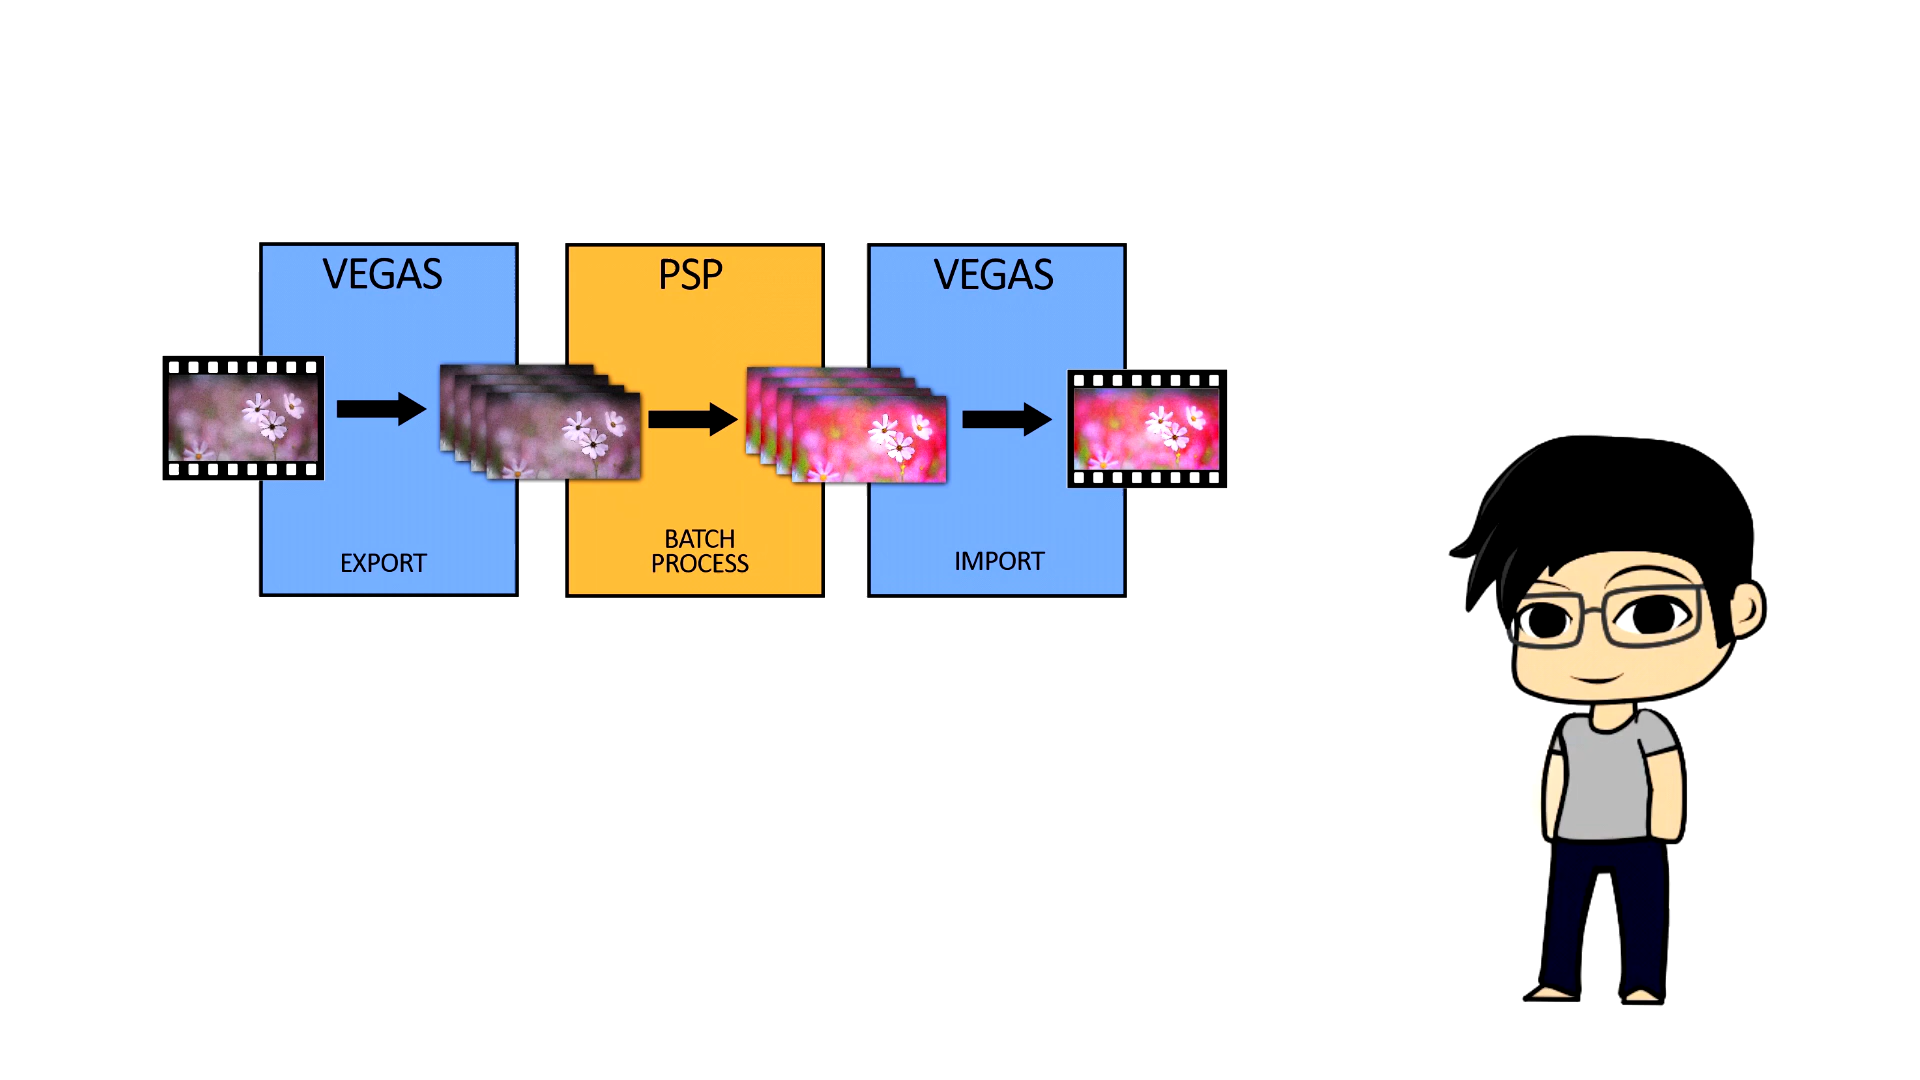 VEGAS
EXPORT
PSP
BATCH
PROCESS
VEGAS
IMPORT